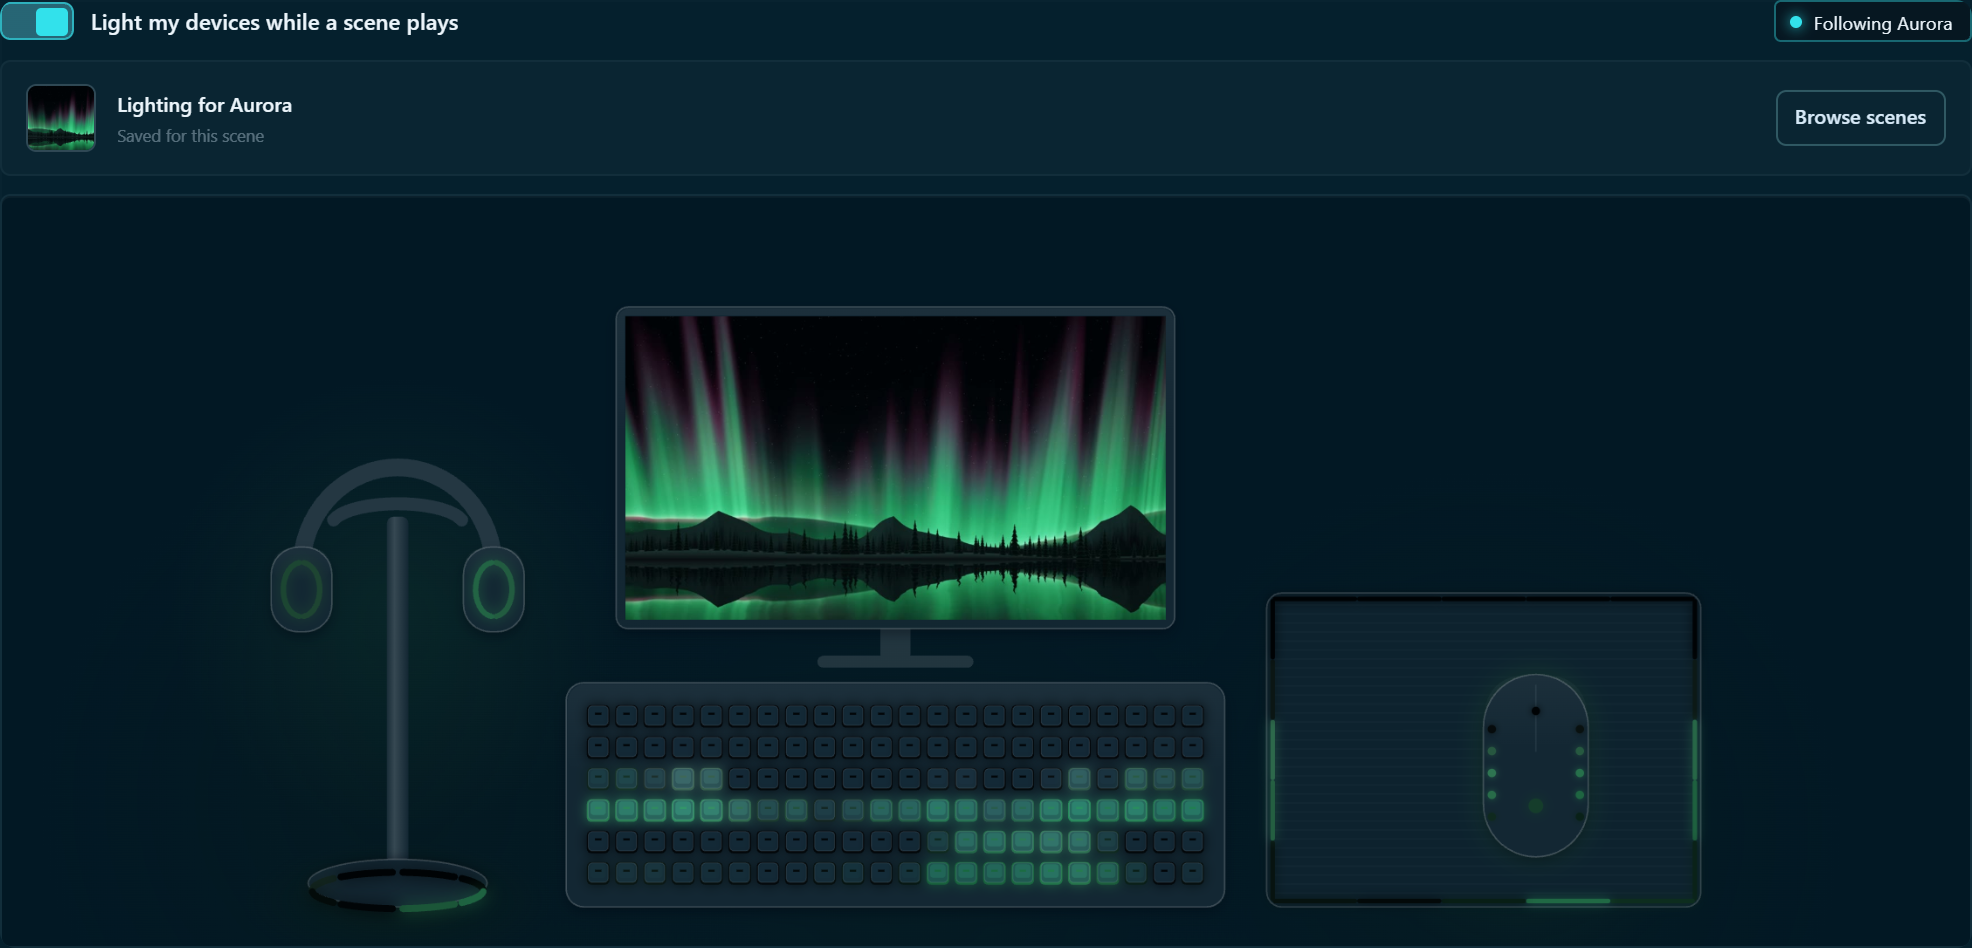 Light my devices while a scene plays
Following Aurora
Lighting for Aurora
Saved for this scene
Browse scenes